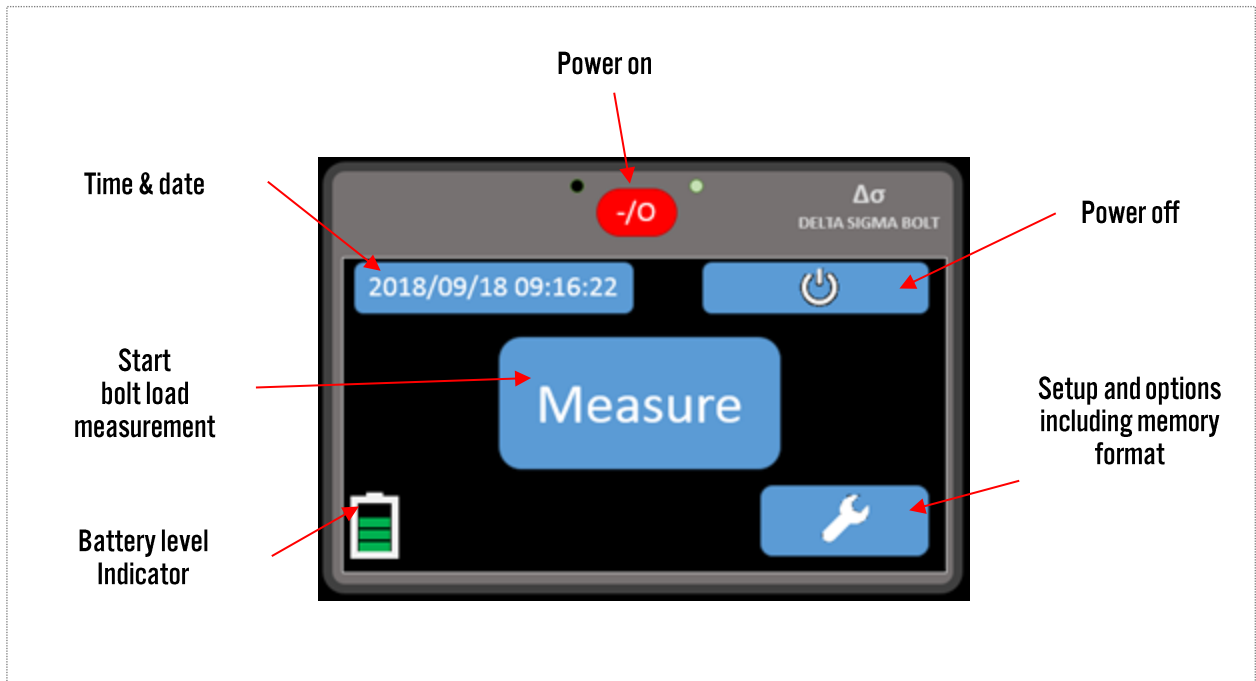 Power on
Time & date
-/O
Δσ
DELTA SIGMA BOLT
Power off
2018/09/18 09:16:22
Start
bolt load
measurement
Measure
Setup and options
including memory
format
Battery level
Indicator